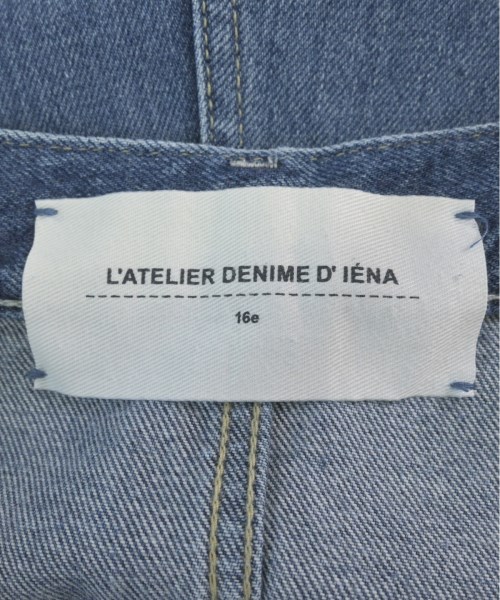 L'ATELIER DENIME D' IÉNA
16e